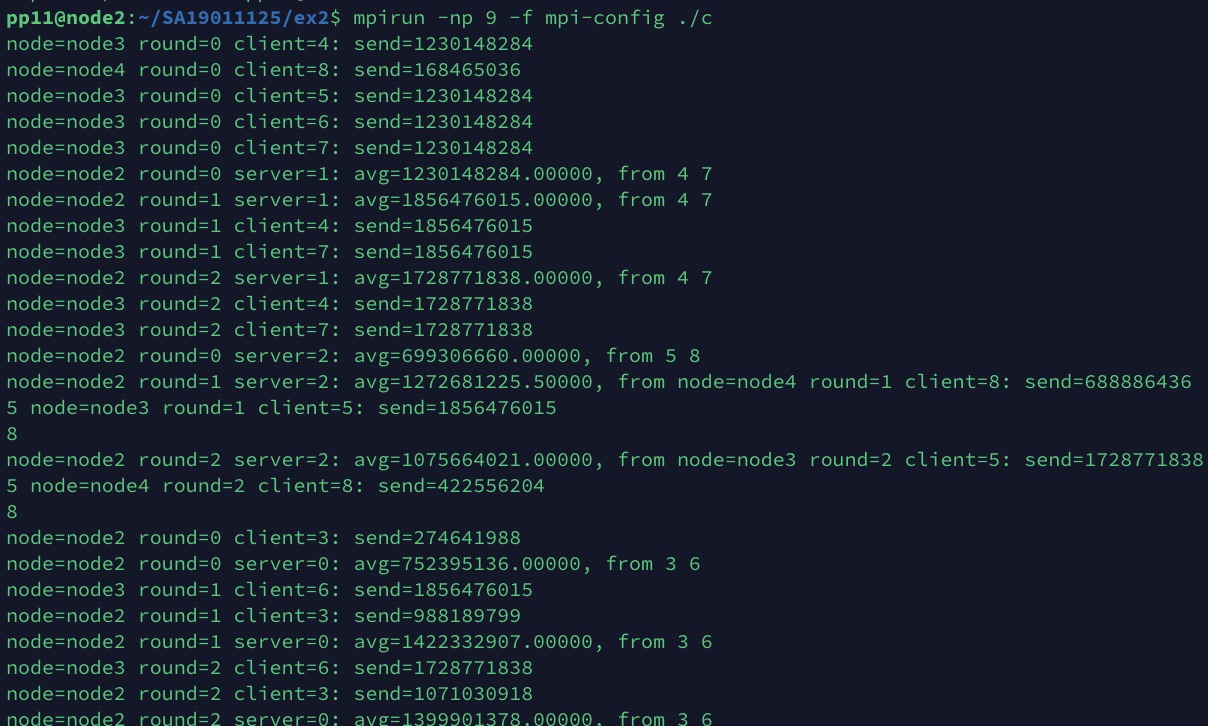 pp11@node2:~/SA19011125/ex2$ mpirun -np 9 -f mpi-config ./c
node=node3 round=0 client=4: send=1230148284
node=node4 round=0 client=8: send=168465036
node=node3 round=0 client=5: send=1230148284
node=node3 round=0 client=6: send=1230148284
node=node3 round=0 client=7: send=1230148284
node=node2 round=0 server=1: avg=1230148284.00000, from 4 7
node=node2 round=1 server=1: avg=1856476015.00000, from 4 7
node=node3 round=1 client=4: send=1856476015
node=node3 round=1 client=7: send=1856476015
node=node2 round=2 server=1: avg=1728771838.00000, from 4 7
node=node3 round=2 client=4: send=1728771838
node=node3 round=2 client=7: send=1728771838
node=node2 round=0 server=2: avg=699306660.00000, from 5 8
node=node2 round=1 server=2: avg=1272681225.50000, from node=node4 round=1 client=8: send=688886436
5 node=node3 round=1 client=5: send=1856476015
8
node=node2 round=2 server=2: avg=1075664021.00000, from node=node3 round=2 client=5: send=1728771838
5 node=node4 round=2 client=8: send=422556204
8
node=node2 round=0 client=3: send=274641988
node=node2 round=0 server=0: avg=752395136.00000, from 3 6
node=node3 round=1 client=6: send=1856476015
node=node2 round=1 client=3: send=988189799
node=node2 round=1 server=0: avg=1422332907.00000, from 3 6
node=node3 round=2 client=6: send=1728771838
node=node2 round=2 client=3: send=1071030918
node=node2 round=2 server=0: avg=1399901378.00000, from 3 6